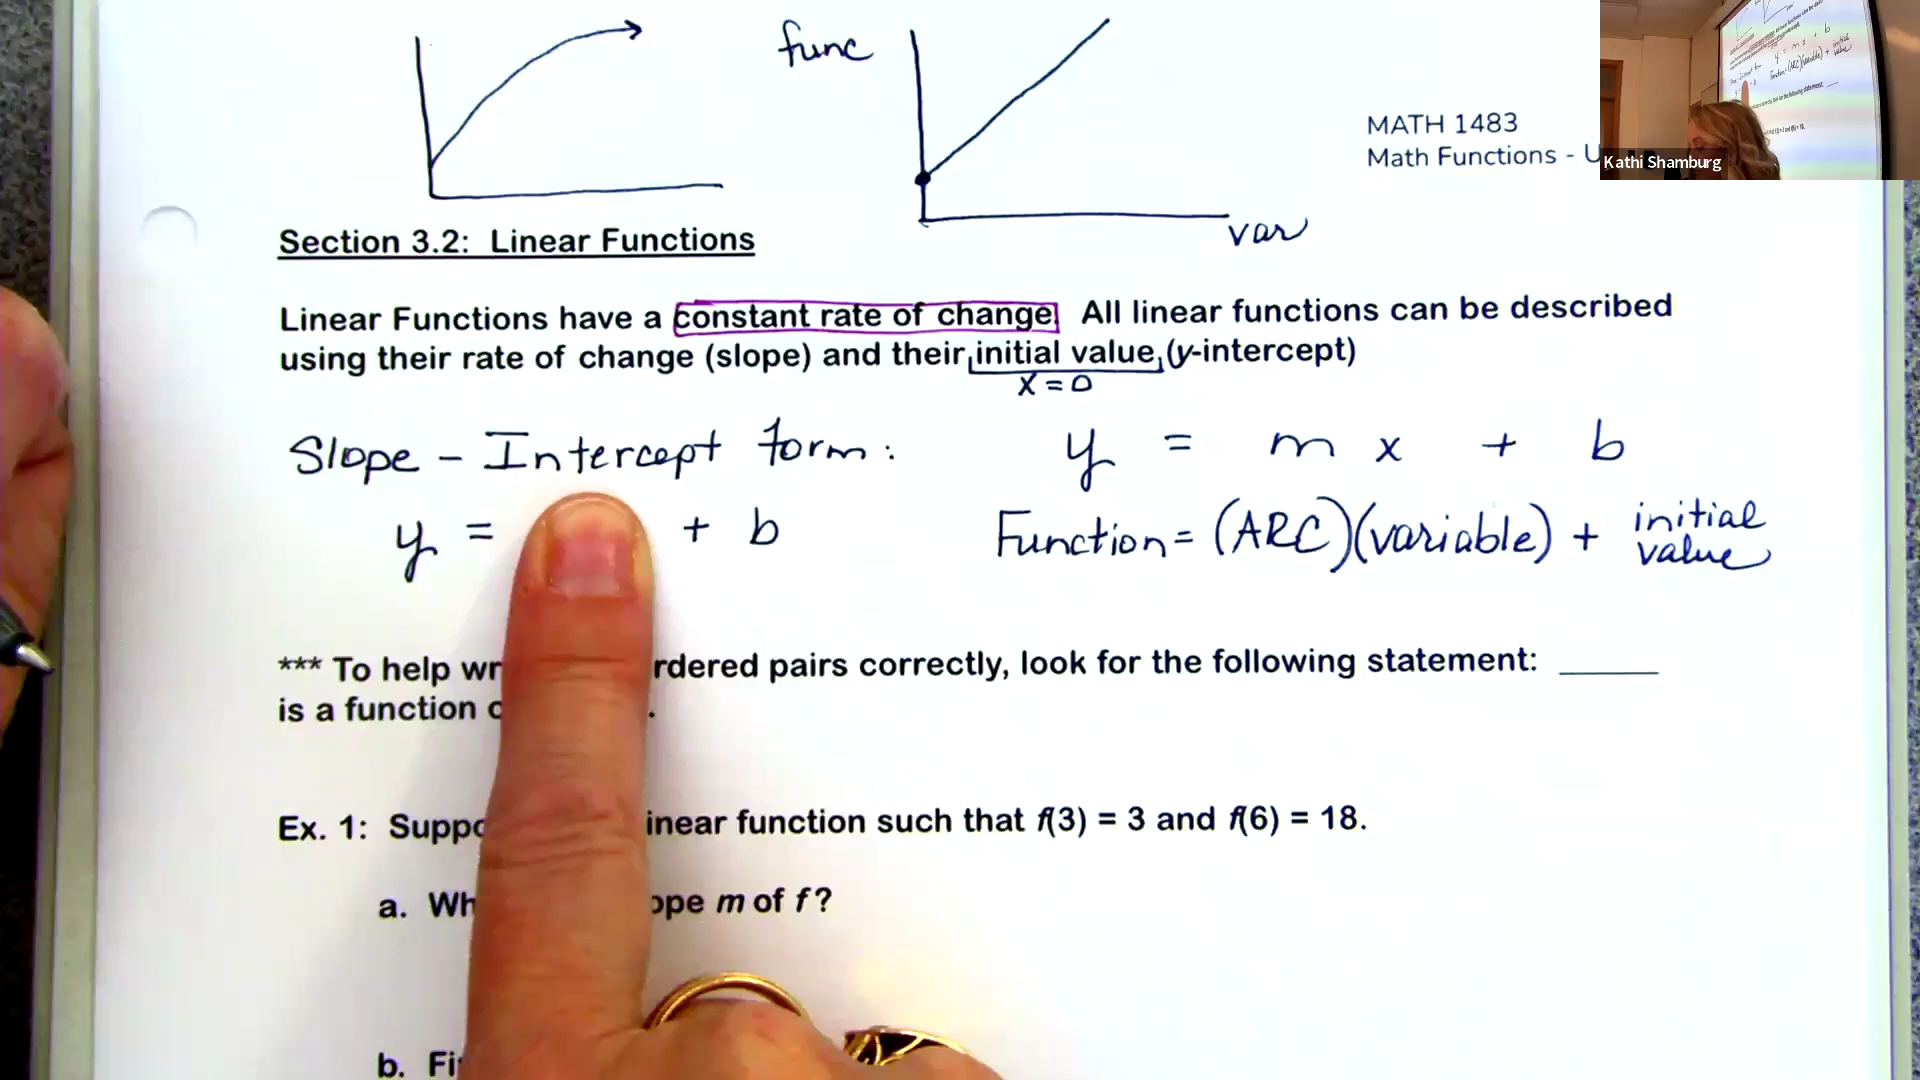 func
var
MATH 1483
Math Functions - U
Kathi Shamburg
Section 3.2: Linear Functions
Linear Functions have a constant rate of change. All linear functions can be described
using their rate of change (slope) and their initial value (y-intercept)
x = 0
Slope - Intercept form: y = m x + b
y = + b Function = (ARC)(variable) + initial value
*** To help wr rdered pairs correctly, look for the following statement: ______
is a function o .
Ex. 1: Suppo inear function such that f(3) = 3 and f(6) = 18.
a. Wh ope m of f?
b. Fi